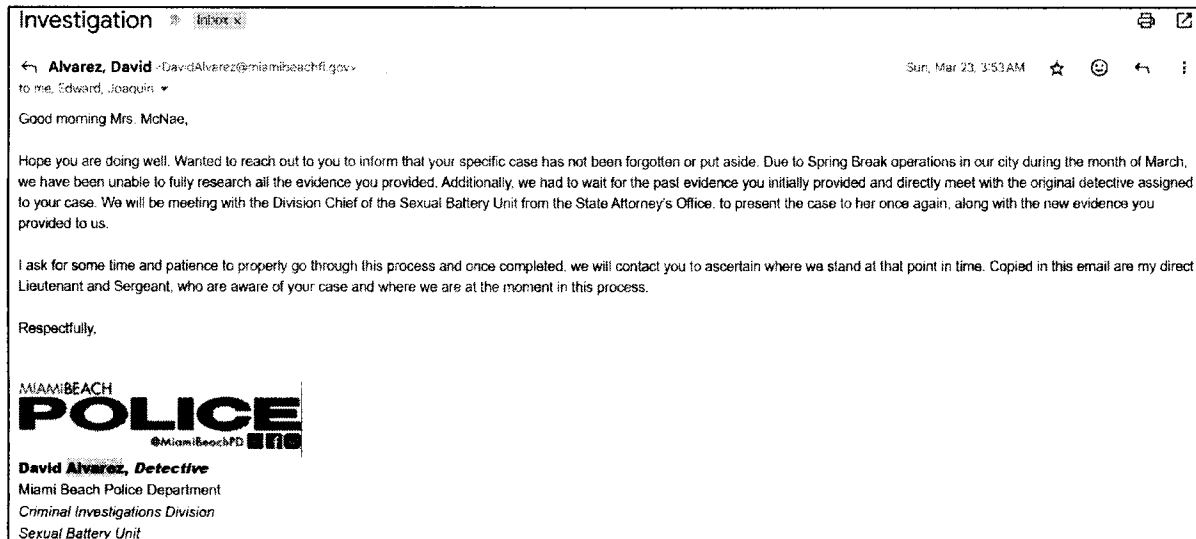 Investigation Inbox x
Alvarez, David <DavidAlvarez@miamibeachfl.gov>
Sun, Mar 23, 3:53 AM
to me, Edward, Joaquin
Good morning Mrs. McNae,
Hope you are doing well. Wanted to reach out to you to inform that your specific case has not been forgotten or put aside. Due to Spring Break operations in our city during the month of March,
we have been unable to fully research all the evidence you provided. Additionally, we had to wait for the past evidence you initially provided and directly meet with the original detective assigned
to your case. We will be meeting with the Division Chief of the Sexual Battery Unit from the State Attorney's Office. to present the case to her once again, along with the new evidence you
provided to us.
I ask for some time and patience to properly go through this process and once completed, we will contact you to ascertain where we stand at that point in time. Copied in this email are my direct
Lieutenant and Sergeant, who are aware of your case and where we are at the moment in this process.
Respectfully,
MIAMIBEACH
POLICE
@MiamiBeachPD
David Alvarez, Detective
Miami Beach Police Department
Criminal Investigations Division
Sexual Battery Unit